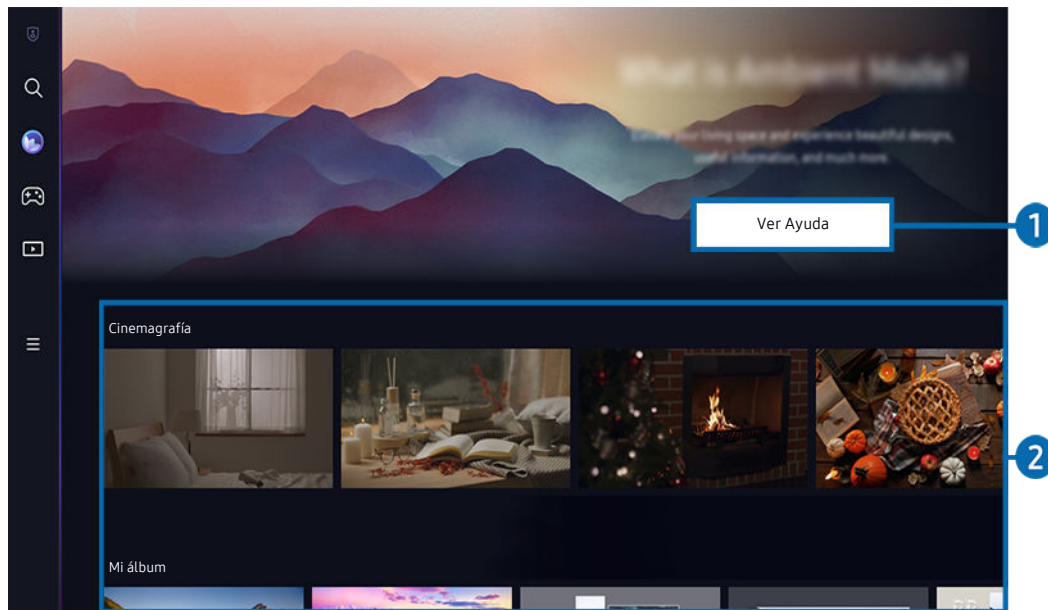 What is Ambient Mode?
your living space and experience beautiful designs,
useful information, and much more.
Ver Ayuda
1
Cinemagrafía
2
Mi álbum